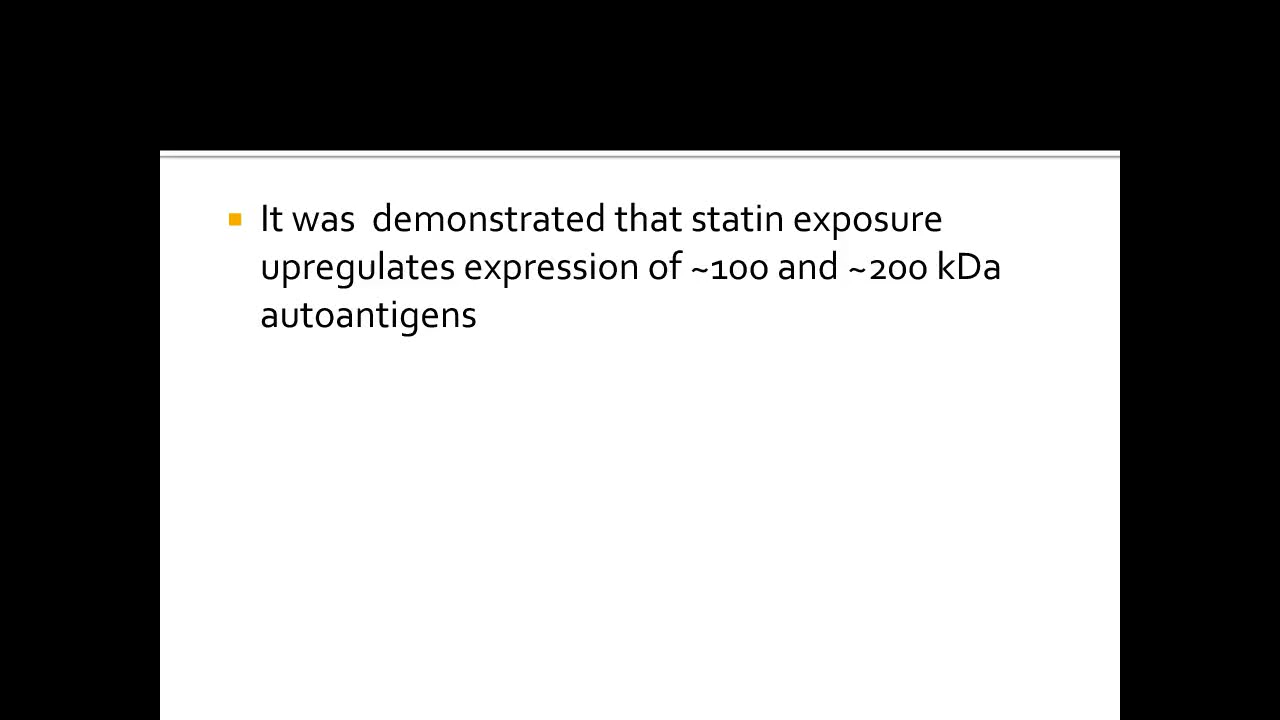 It was  demonstrated that statin exposure
upregulates expression of ~100 and ~200 kDa
autoantigens